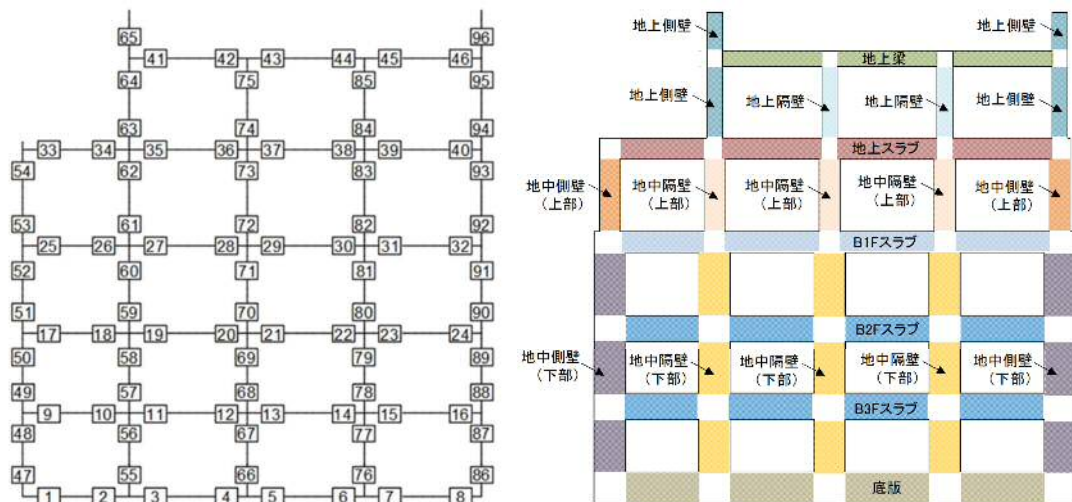 65 96
41 42 43 44 45 46
64 75 85 95
63 74 84 94
33 34 35 36 37 38 39 40
54 62 73 83 93
53 61 72 82 92
25 26 27 28 29 30 31 32
52 60 71 81 91
51 59 70 80 90
17 18 19 20 21 22 23 24
50 58 69 79 89
49 57 68 78 88
9 10 11 12 13 14 15 16
48 56 67 77 87
47 55 66 76 86
1 2 3 4 5 6 7 8
地上側壁
地上側壁
地上梁
地上側壁
地上隔壁
地上隔壁
地上側壁
地上スラブ
地中側壁
(上部)
地中隔壁
(上部)
地中隔壁
(上部)
地中隔壁
(上部)
地中側壁
(上部)
B1Fスラブ
B2Fスラブ
地中側壁
(下部)
地中隔壁
(下部)
地中隔壁
(下部)
地中隔壁
(下部)
地中側壁
(下部)
B3Fスラブ
底版